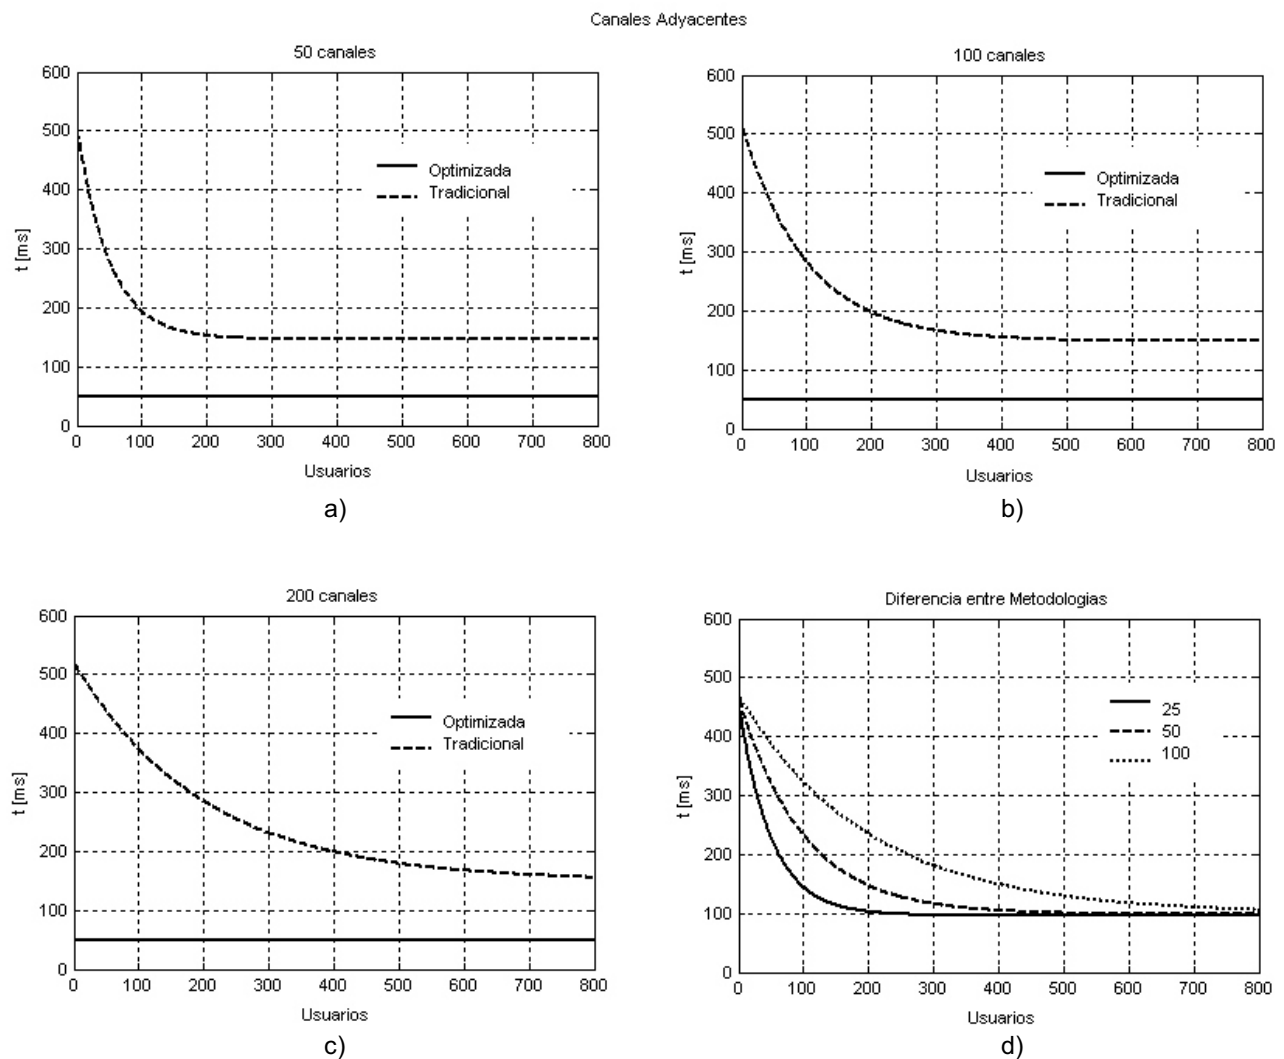 Canales Adyacentes
50 canales
600
500
400
300
200
100
0
t [ms]
Optimizada
Tradicional
0 100 200 300 400 500 600 700 800
Usuarios
a)
100 canales
600
500
400
300
200
100
0
t [ms]
Optimizada
Tradicional
0 100 200 300 400 500 600 700 800
Usuarios
b)
200 canales
600
500
400
300
200
100
0
t [ms]
Optimizada
Tradicional
0 100 200 300 400 500 600 700 800
Usuarios
c)
Diferencia entre Metodologias
600
500
400
300
200
100
0
t [ms]
25
50
100
0 100 200 300 400 500 600 700 800
Usuarios
d)